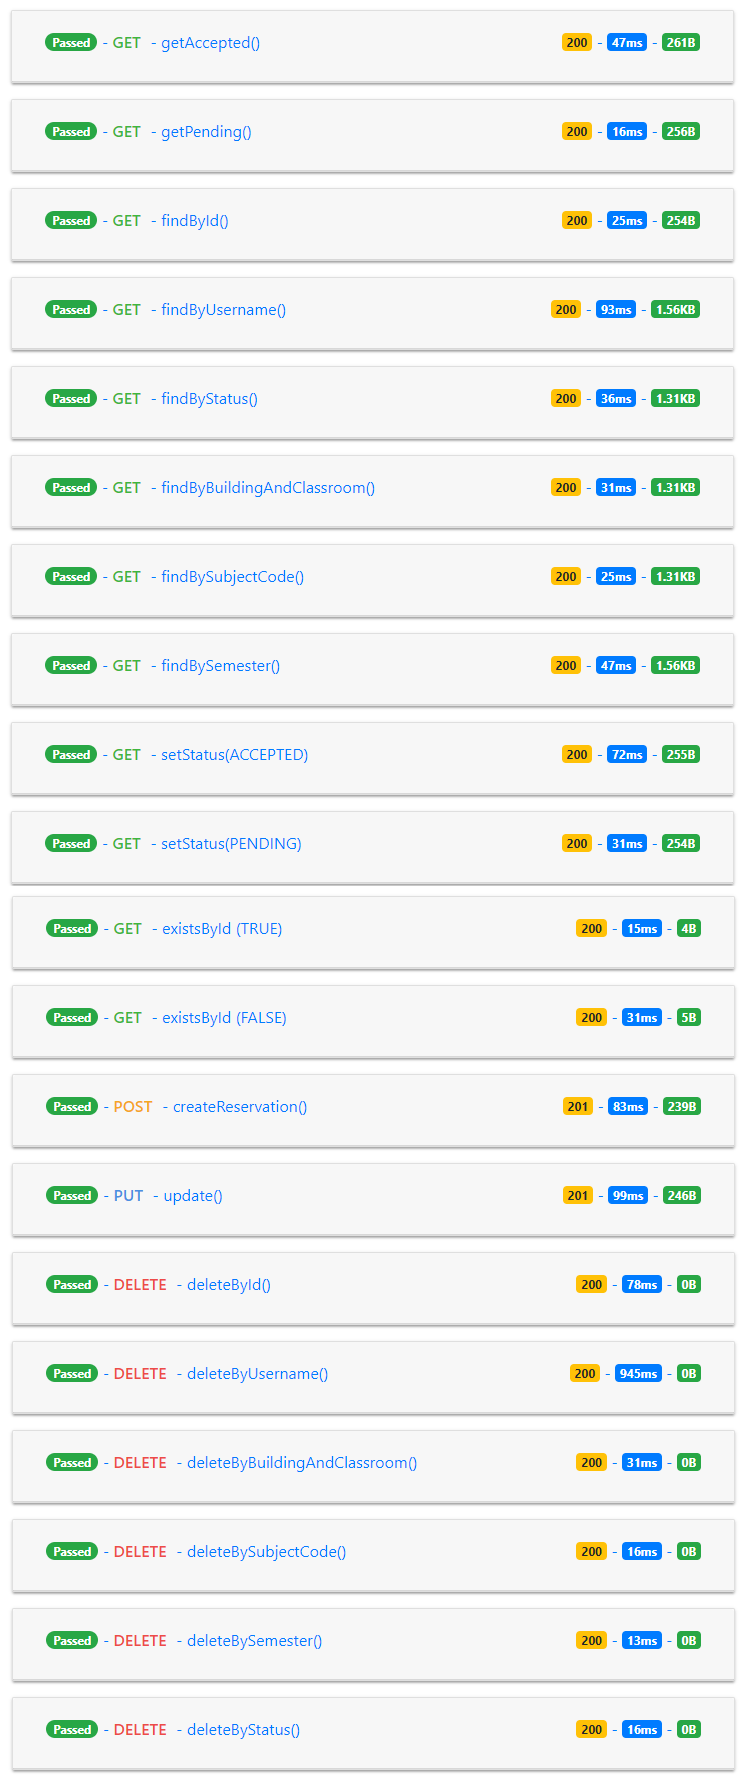 Passed - GET - getAccepted() 200 - 47ms - 261B
Passed - GET - getPending() 200 - 16ms - 256B
Passed - GET - findById() 200 - 25ms - 254B
Passed - GET - findByUsername() 200 - 93ms - 1.56KB
Passed - GET - findByStatus() 200 - 36ms - 1.31KB
Passed - GET - findByBuildingAndClassroom() 200 - 31ms - 1.31KB
Passed - GET - findBySubjectCode() 200 - 25ms - 1.31KB
Passed - GET - findBySemester() 200 - 47ms - 1.56KB
Passed - GET - setStatus(ACCEPTED) 200 - 72ms - 255B
Passed - GET - setStatus(PENDING) 200 - 31ms - 254B
Passed - GET - existsById (TRUE) 200 - 15ms - 4B
Passed - GET - existsById (FALSE) 200 - 31ms - 5B
Passed - POST - createReservation() 201 - 83ms - 239B
Passed - PUT - update() 201 - 99ms - 246B
Passed - DELETE - deleteById() 200 - 78ms - 0B
Passed - DELETE - deleteByUsername() 200 - 945ms - 0B
Passed - DELETE - deleteByBuildingAndClassroom() 200 - 31ms - 0B
Passed - DELETE - deleteBySubjectCode() 200 - 16ms - 0B
Passed - DELETE - deleteBySemester() 200 - 13ms - 0B
Passed - DELETE - deleteByStatus() 200 - 16ms - 0B